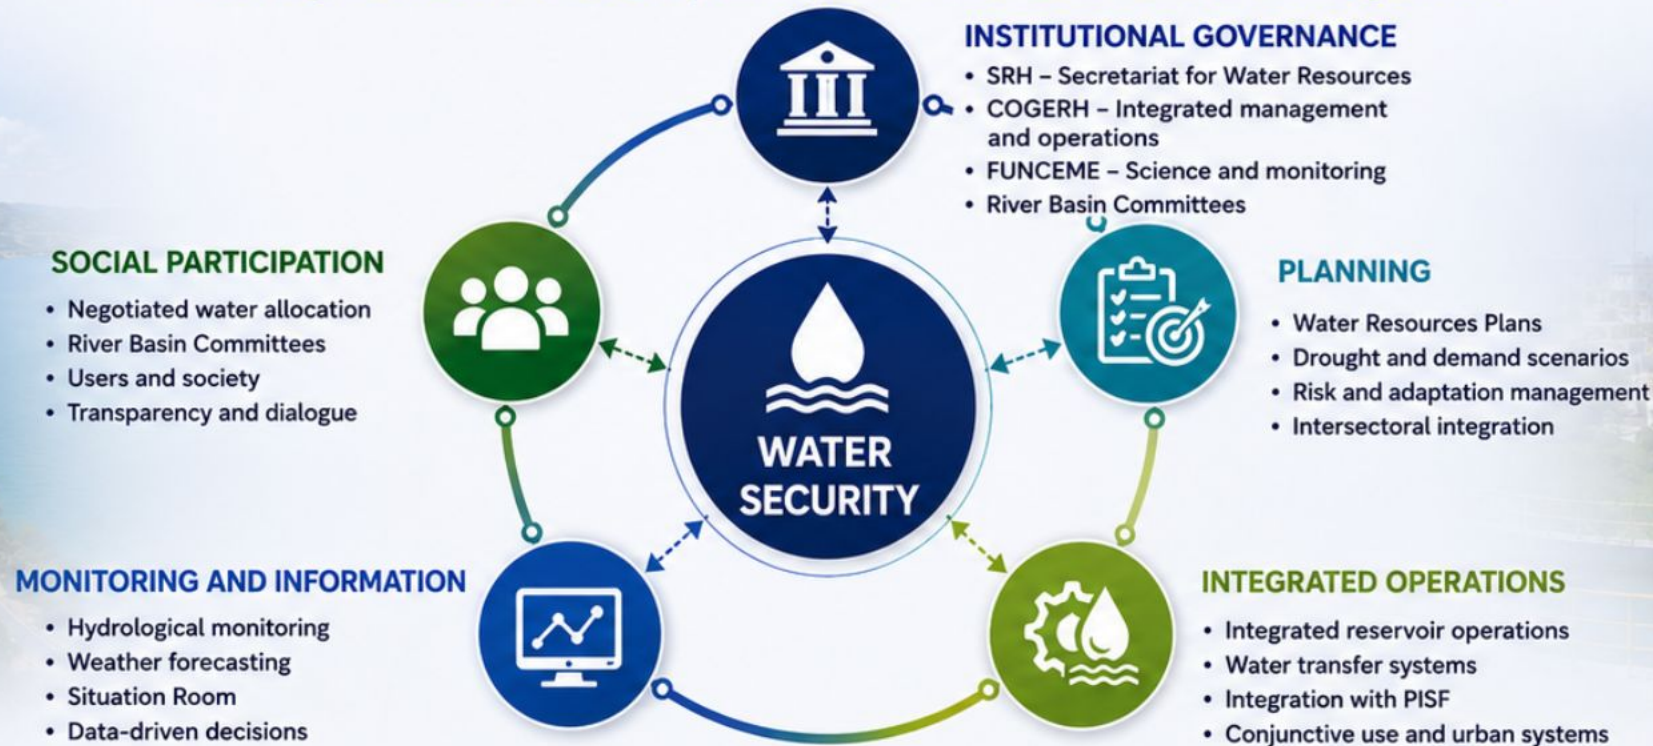 INSTITUTIONAL GOVERNANCE
• SRH – Secretariat for Water Resources
• COGERH – Integrated management
and operations
• FUNCEME – Science and monitoring
• River Basin Committees
SOCIAL PARTICIPATION
• Negotiated water allocation
• River Basin Committees
• Users and society
• Transparency and dialogue
PLANNING
• Water Resources Plans
• Drought and demand scenarios
• Risk and adaptation management
• Intersectoral integration
WATER
SECURITY
MONITORING AND INFORMATION
• Hydrological monitoring
• Weather forecasting
• Situation Room
• Data-driven decisions
INTEGRATED OPERATIONS
• Integrated reservoir operations
• Water transfer systems
• Integration with PISF
• Conjunctive use and urban systems